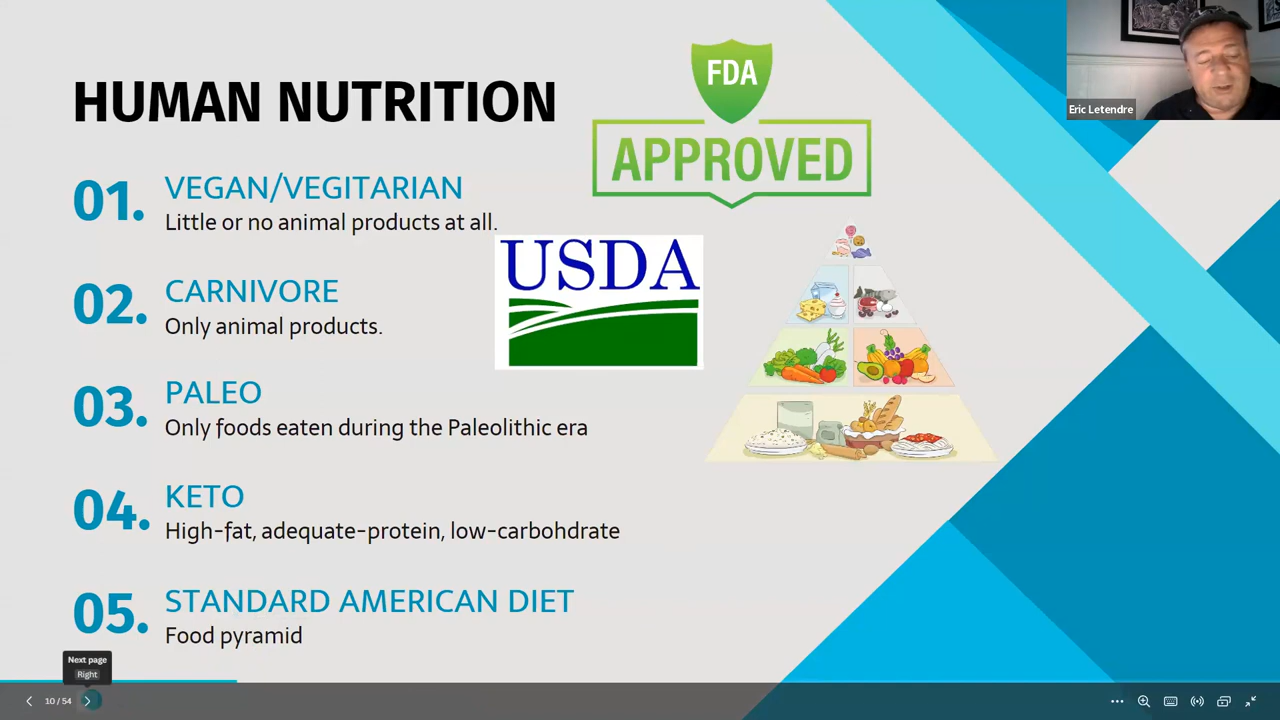 HUMAN NUTRITION
FDA
APPROVED
Eric Letendre
01. VEGAN/VEGITARIAN
Little or no animal products at all.
USDA
02. CARNIVORE
Only animal products.
03. PALEO
Only foods eaten during the Paleolithic era
04. KETO
High-fat, adequate-protein, low-carbohdrate
05. STANDARD AMERICAN DIET
Food pyramid
Next page
Right
10 / 54